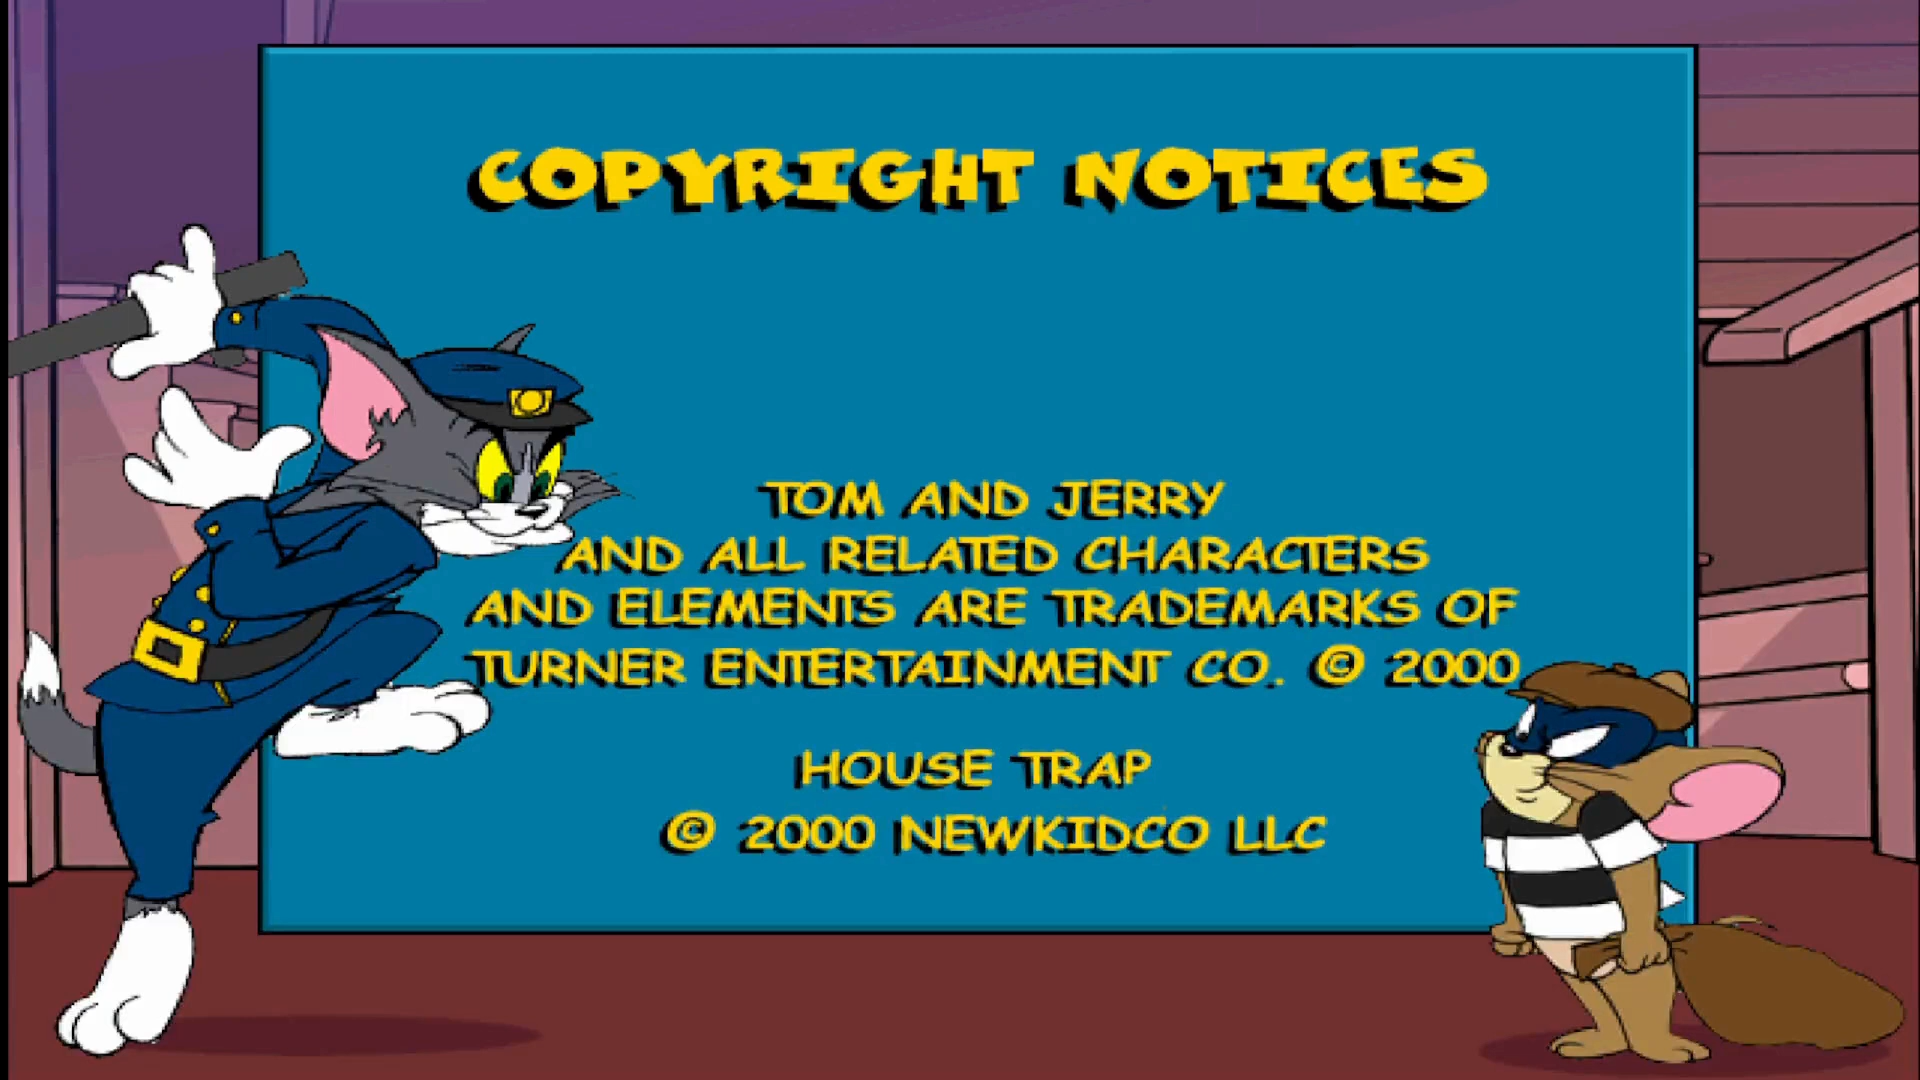 COPYRIGHT NOTICES
TOM AND JERRY
AND ALL RELATED CHARACTERS
AND ELEMENTS ARE TRADEMARKS OF
TURNER ENTERTAINMENT CO. © 2000
HOUSE TRAP
© 2000 NEWKIDCO LLC